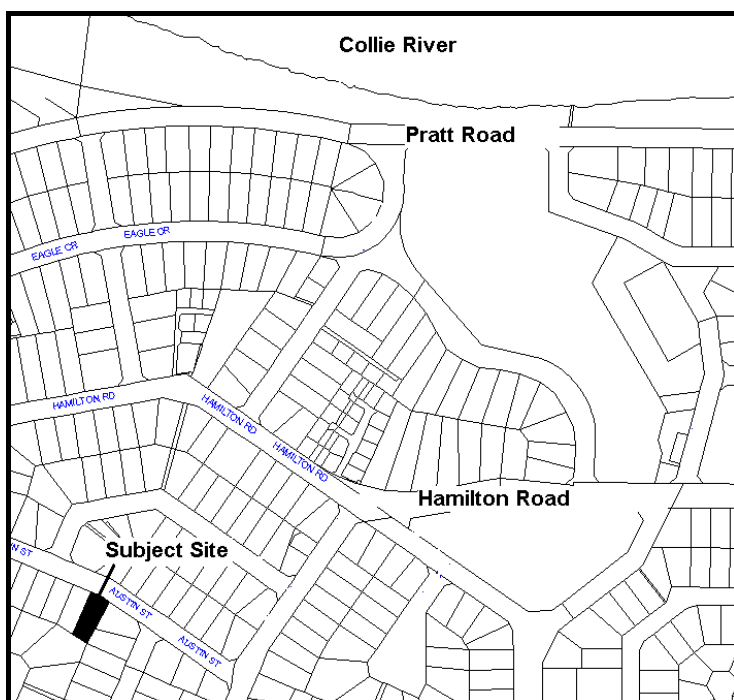 Collie River
Pratt Road
EAGLE CR
EAGLE CR
HAMILTON RD
HAMILTON RD
HAMILTON RD
Hamilton Road
Subject Site
N ST
AUSTIN ST
AUSTIN ST